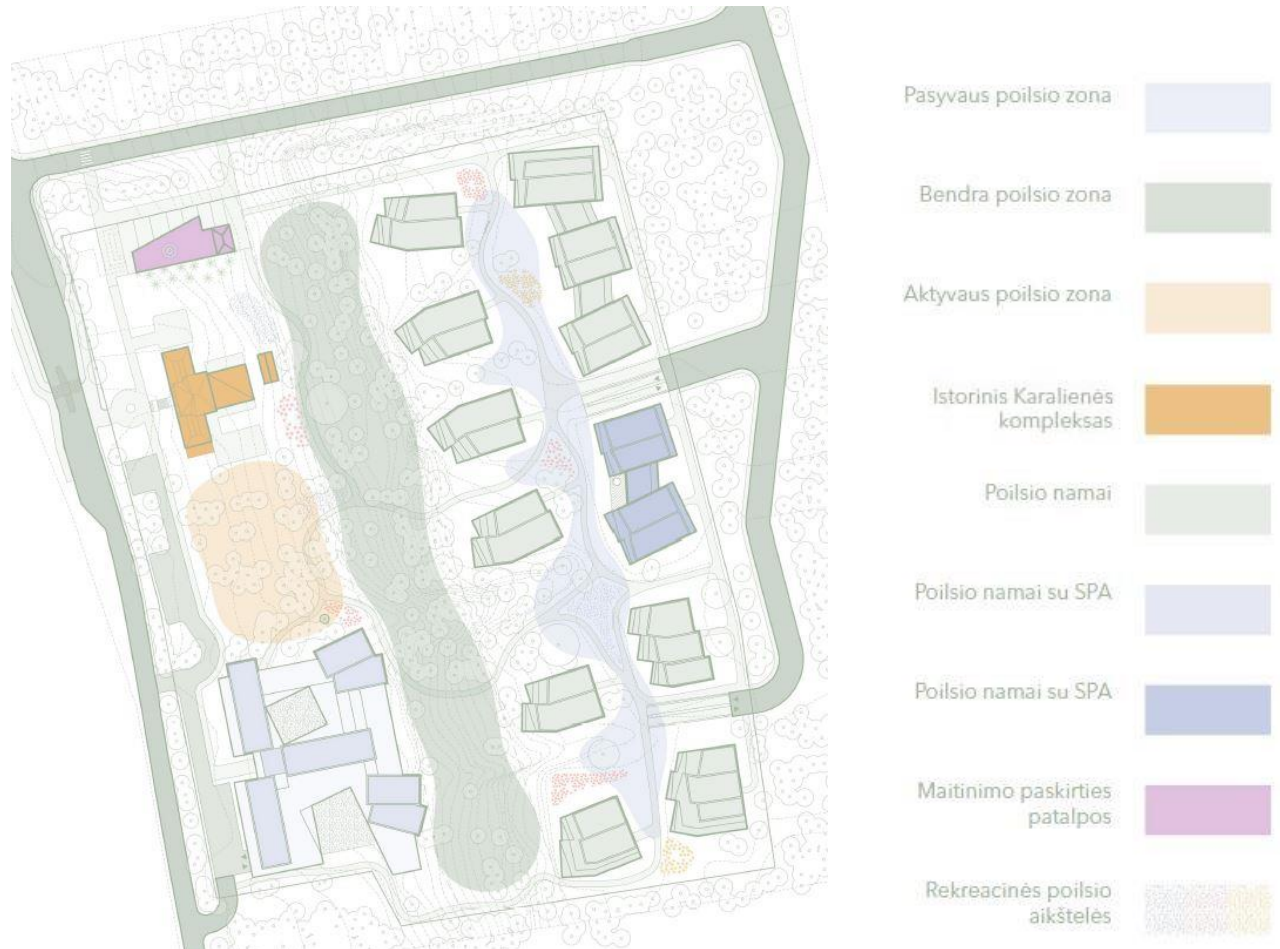 Pasyvaus poilsio zona
Bendra poilsio zona
Aktyvaus poilsio zona
Istorinis Karalienės
kompleksas
Poilsio namai
Poilsio namai su SPA
Poilsio namai su SPA
Maitinimo paskirties
patalpos
Rekreacinės poilsio
aikštelės